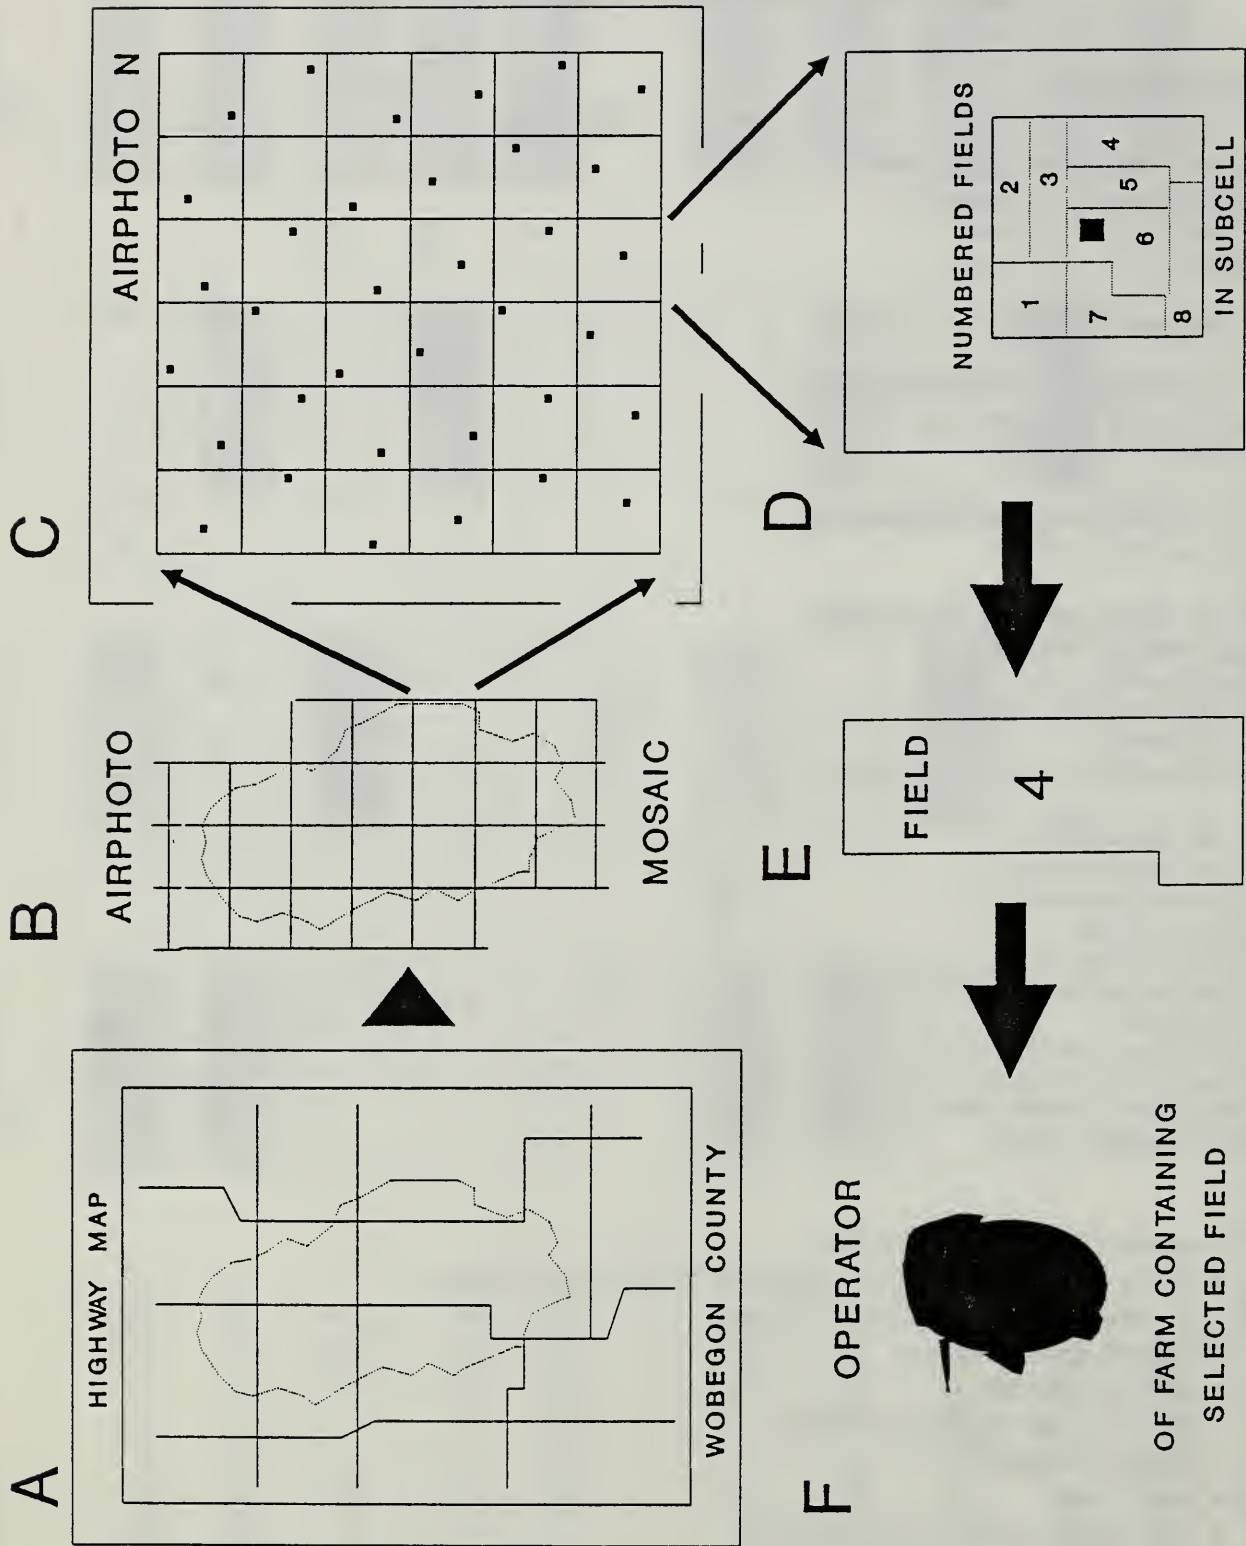 A
HIGHWAY MAP
WOBEGON COUNTY
B
AIRPHOTO
MOSAIC
C
AIRPHOTO N
D
NUMBERED FIELDS
1
2
3
4
5
6
7
8
IN SUBCELL
E
FIELD
4
F
OPERATOR
OF FARM CONTAINING
SELECTED FIELD